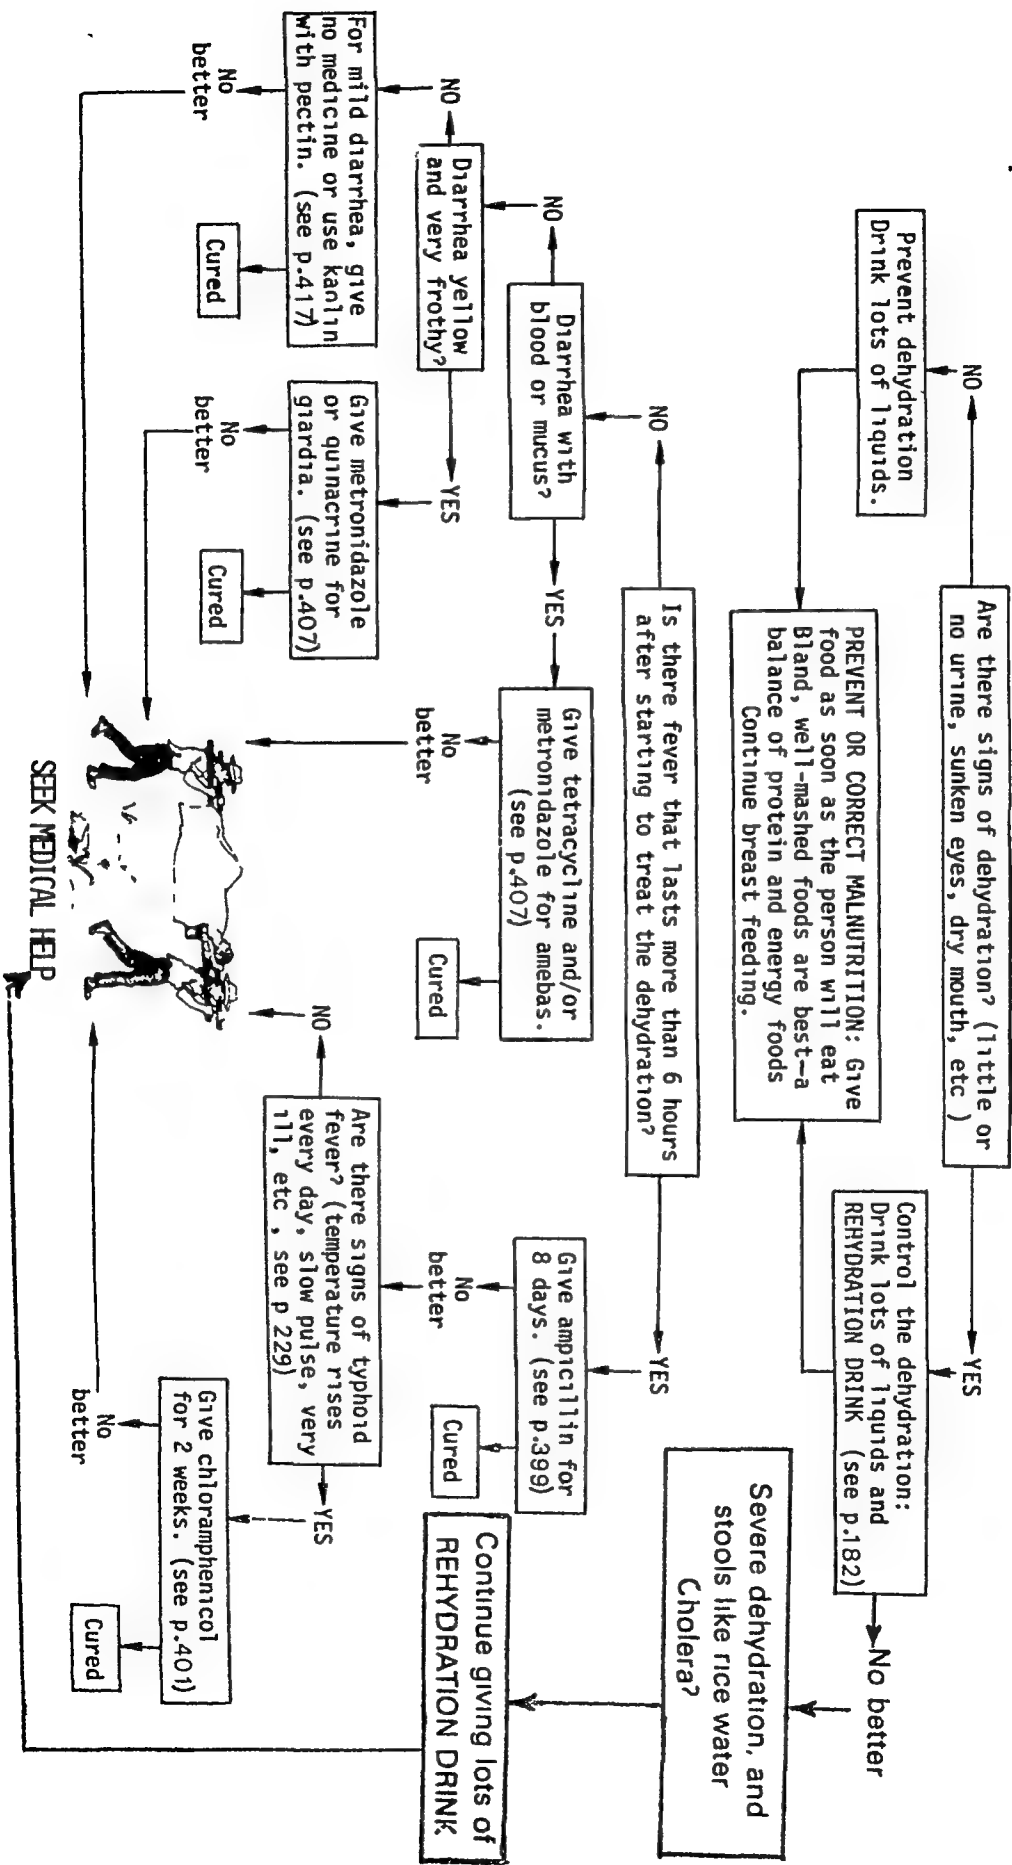 Are there signs of dehydration? (little or
no urine, sunken eyes, dry mouth, etc )
NO
YES
Prevent dehydration
Drink lots of liquids.
Control the dehydration:
Drink lots of liquids and
REHYDRATION DRINK (see p.182)
No better
PREVENT OR CORRECT MALNUTRITION: Give
food as soon as the person will eat
Bland, well-mashed foods are best—a
balance of protein and energy foods
Continue breast feeding.
Severe dehydration, and
stools like rice water
Cholera?
Is there fever that lasts more than 6 hours
after starting to treat the dehydration?
NO
YES
Diarrhea with
blood or mucus?
Give ampicillin for
8 days. (see p.399)
Continue giving lots of
REHYDRATION DRINK
NO
YES
Give tetracycline and/or
metronidazole for amebas.
(see p.407)
No
better
Cured
Cured
Diarrhea yellow
and very frothy?
No
better
NO
YES
Are there signs of typhoid
fever? (temperature rises
every day, slow pulse, very
ill, etc , see p 229)
For mild diarrhea, give
no medicine or use kanlin
with pectin. (see p.417)
Give metronidazole
or quinacrine for
giardia. (see p.407)
NO
YES
No
better
Cured
No
better
Cured
Give chloramphenicol
for 2 weeks. (see p.401)
No
better
Cured
SEEK MEDICAL HELP